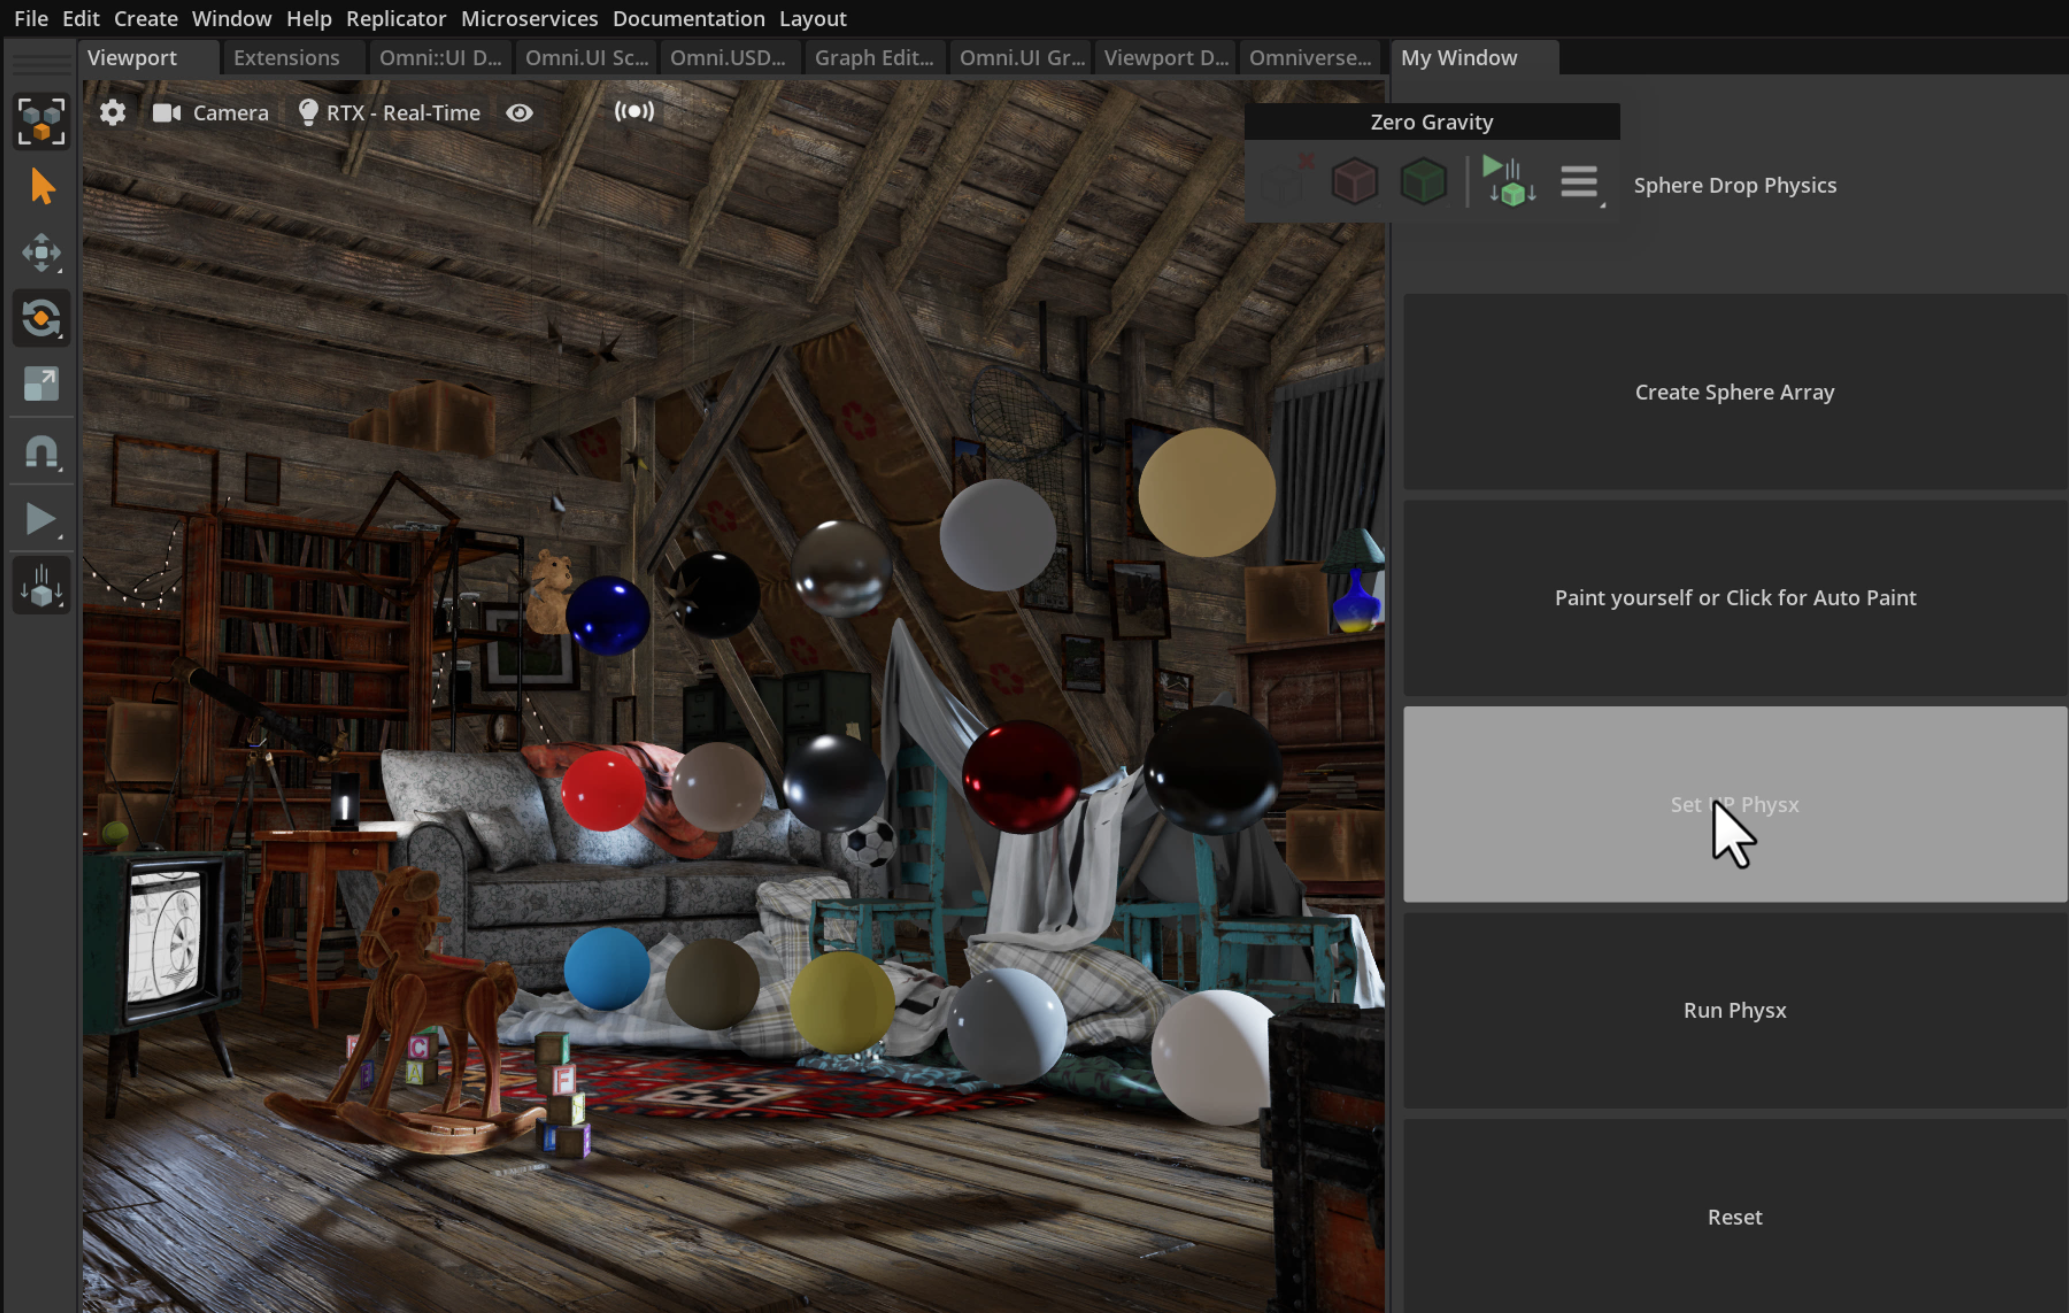 File Edit Create Window Help Replicator Microservices Documentation Layout
Viewport Extensions Omni::UI D... Omni.UI Sc... Omni.USD... Graph Edit... Omni.UI Gr... Viewport D... Omniverse... My Window
Camera RTX - Real-Time
Zero Gravity
Sphere Drop Physics
Create Sphere Array
Paint yourself or Click for Auto Paint
Set UP Physx
C
A
F
Run Physx
Reset